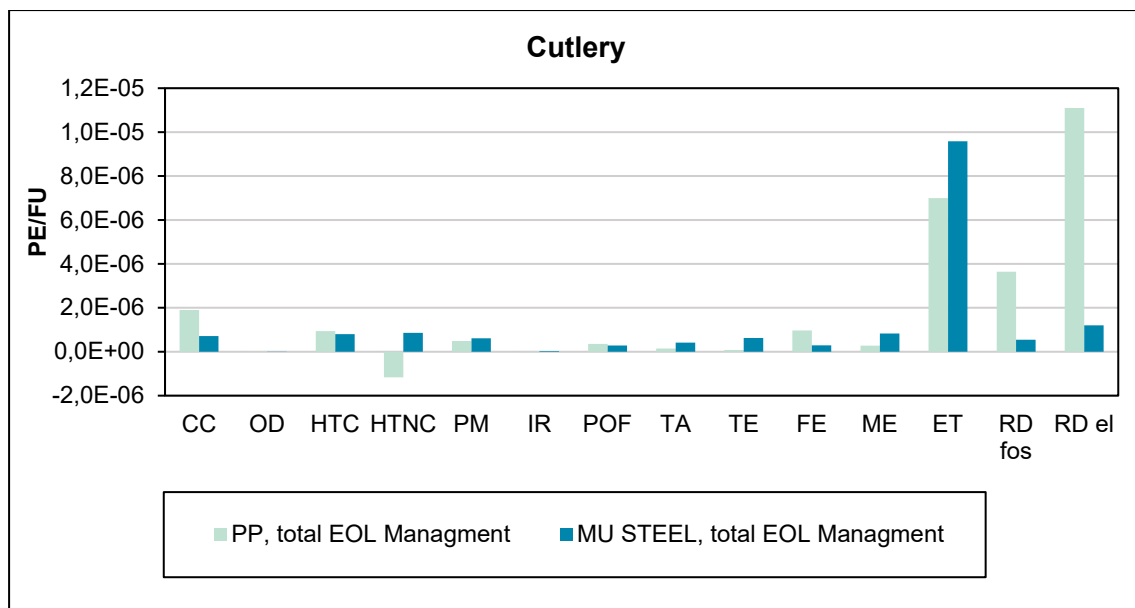 Cutlery
PE/FU
1,2E-05
1,0E-05
8,0E-06
6,0E-06
4,0E-06
2,0E-06
0,0E+00
-2,0E-06
CC OD HTC HTNC PM IR POF TA TE FE ME ET RD fos RD el
PP, total EOL Managment MU STEEL, total EOL Managment